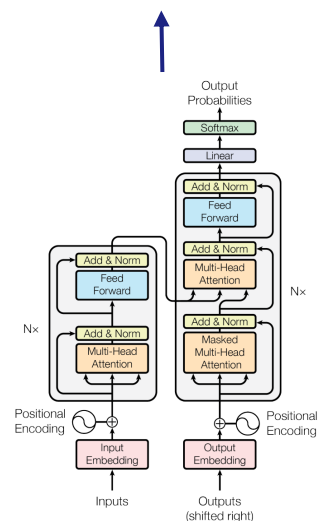 Output
Probabilities
Softmax
Linear
Add & Norm
Feed
Forward
Add & Norm
Multi-Head
Attention
Add & Norm
Masked
Multi-Head
Attention
Nx
Add & Norm
Feed
Forward
Add & Norm
Multi-Head
Attention
Nx
Positional
Encoding
Positional
Encoding
Input
Embedding
Output
Embedding
Inputs
Outputs
(shifted right)